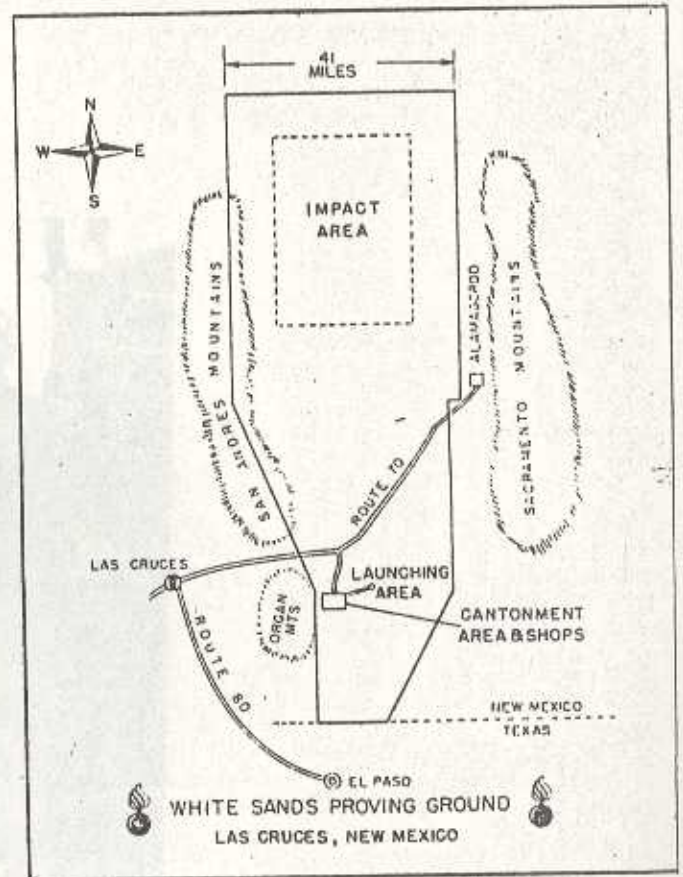 41
MILES
N
W E
S
IMPACT
AREA
SAN ANDRES MOUNTAINS
ALAMAGORDO
SACRAMENTO MOUNTAINS
ROUTE 70
LAS CRUCES
LAUNCHING
AREA
ORGAN
MTS.
CANTONMENT
AREA & SHOPS
ROUTE 80
NEW MEXICO
TEXAS
EL PASO
WHITE SANDS PROVING GROUND
LAS CRUCES, NEW MEXICO